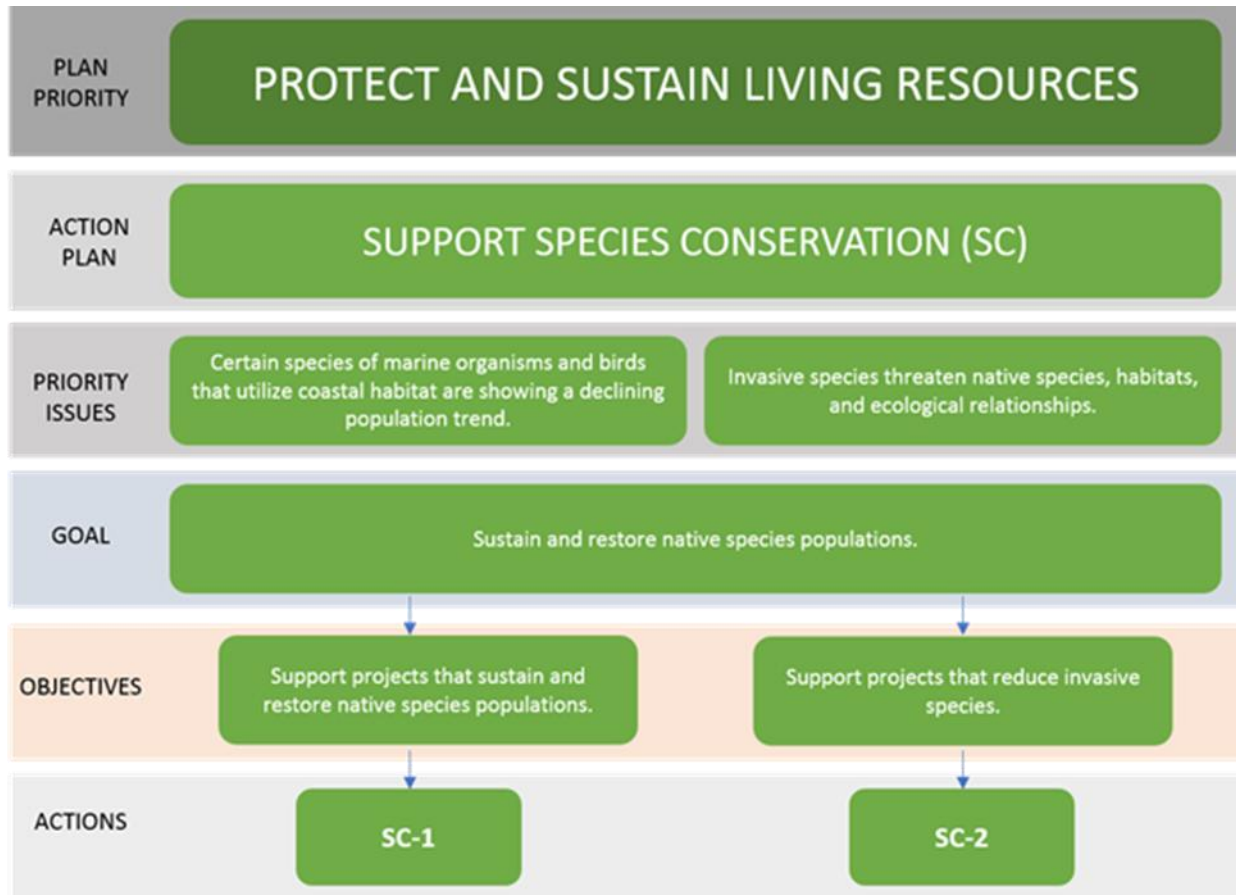 PLAN
PRIORITY
PROTECT AND SUSTAIN LIVING RESOURCES
ACTION
PLAN
SUPPORT SPECIES CONSERVATION (SC)
PRIORITY
ISSUES
Certain species of marine organisms and birds
that utilize coastal habitat are showing a declining
population trend.
Invasive species threaten native species, habitats,
and ecological relationships.
GOAL
Sustain and restore native species populations.
OBJECTIVES
Support projects that sustain and
restore native species populations.
Support projects that reduce invasive
species.
ACTIONS
SC-1
SC-2